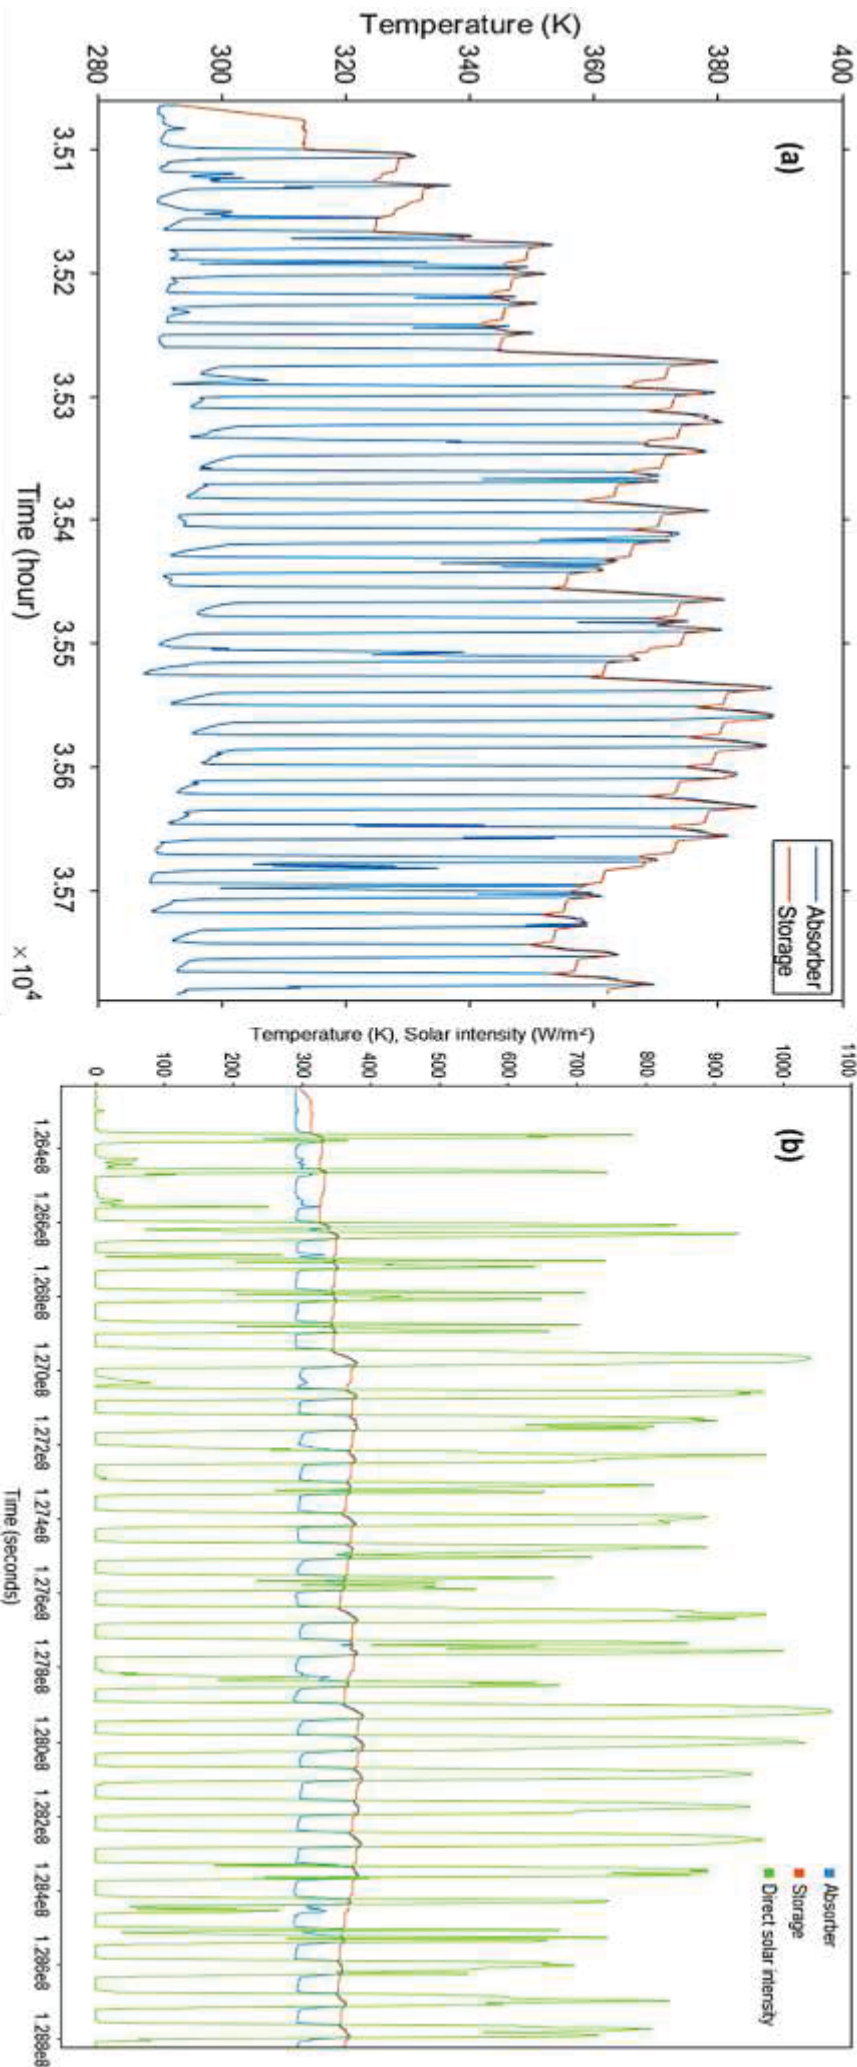 (a)
Temperature (K)
400
380
360
340
320
300
280
Absorber
Storage
3.51
3.52
3.53
3.54
3.55
3.56
3.57
×10⁴
Time (hour)
(b)
Temperature (K), Solar intensity (W/m²)
1100
1000
900
800
700
600
500
400
300
200
100
0
Absorber
Storage
Direct solar intensity
1.264e8
1.266e8
1.268e8
1.270e8
1.272e8
1.274e8
1.276e8
1.278e8
1.280e8
1.282e8
1.284e8
1.286e8
1.288e8
Time (seconds)